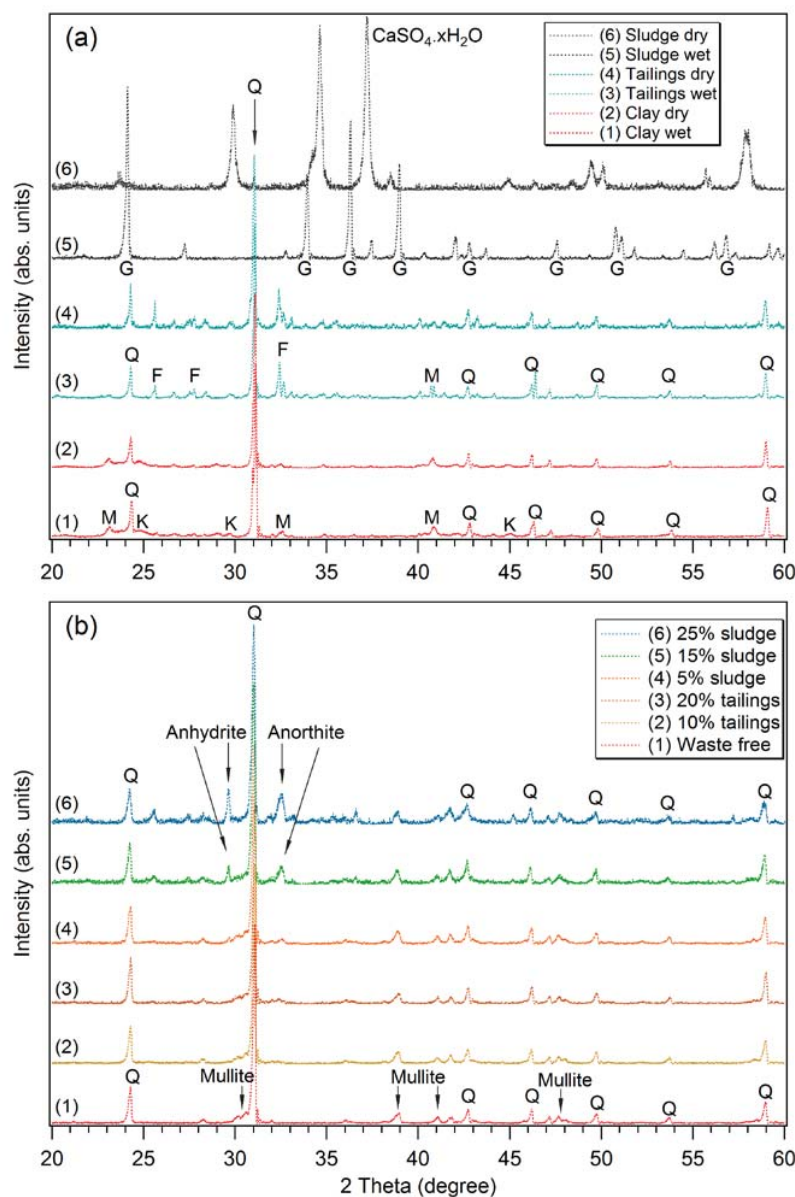 (a)
CaSO₄.xH₂O
(6) Sludge dry
(5) Sludge wet
(4) Tailings dry
(3) Tailings wet
(2) Clay dry
(1) Clay wet
Q
(6)
(5)
G G G G G G G G
(4)
Q F F F M Q Q Q Q Q
(3)
(2)
(1)
M Q K K M M Q K Q Q Q Q
20 25 30 35 40 45 50 55 60
Intensity (abs. units)
(b)
Q
(6) 25% sludge
(5) 15% sludge
(4) 5% sludge
(3) 20% tailings
(2) 10% tailings
(1) Waste free
Anhydrite Anorthite
Q Q Q Q Q Q
(6)
(5)
(4)
(3)
(2)
Mullite Mullite Mullite
Q Q Q Q Q Q
(1)
20 25 30 35 40 45 50 55 60
Intensity (abs. units)
2 Theta (degree)